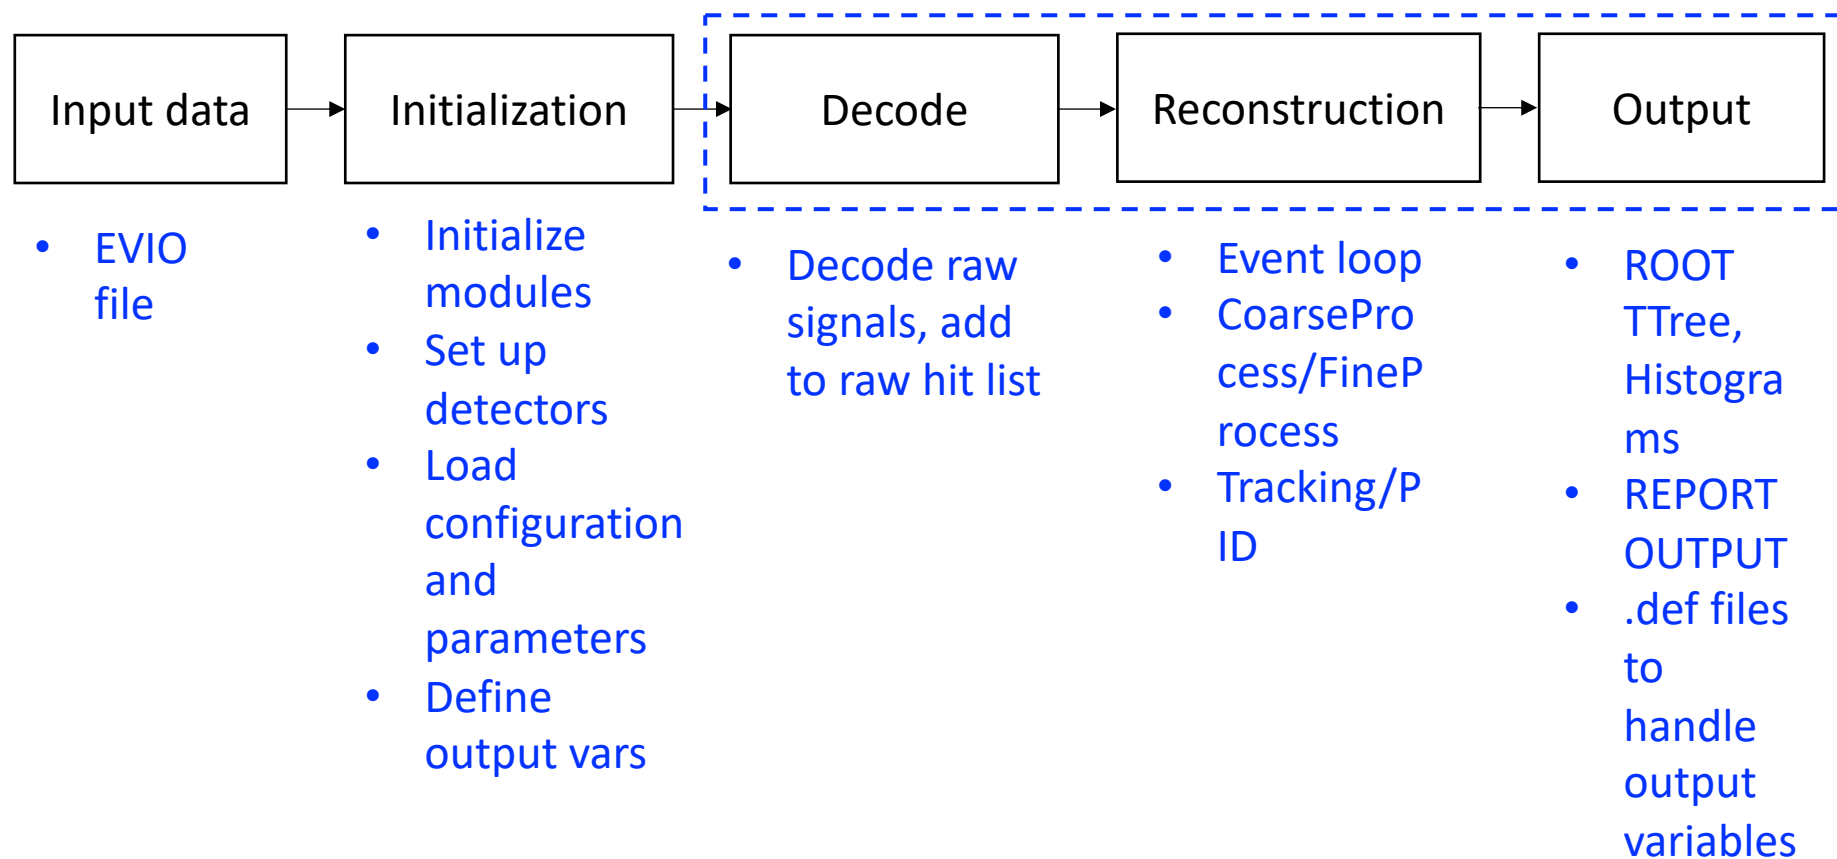 Input data
Initialization
Decode
Reconstruction
Output
• EVIO
file
• Initialize
modules
• Set up
detectors
• Load
configuration
and
parameters
• Define
output vars
• Decode raw
signals, add
to raw hit list
• Event loop
• CoarsePro
cess/FineP
rocess
• Tracking/P
ID
• ROOT
TTree,
Histogra
ms
• REPORT
OUTPUT
• .def files
to
handle
output
variables